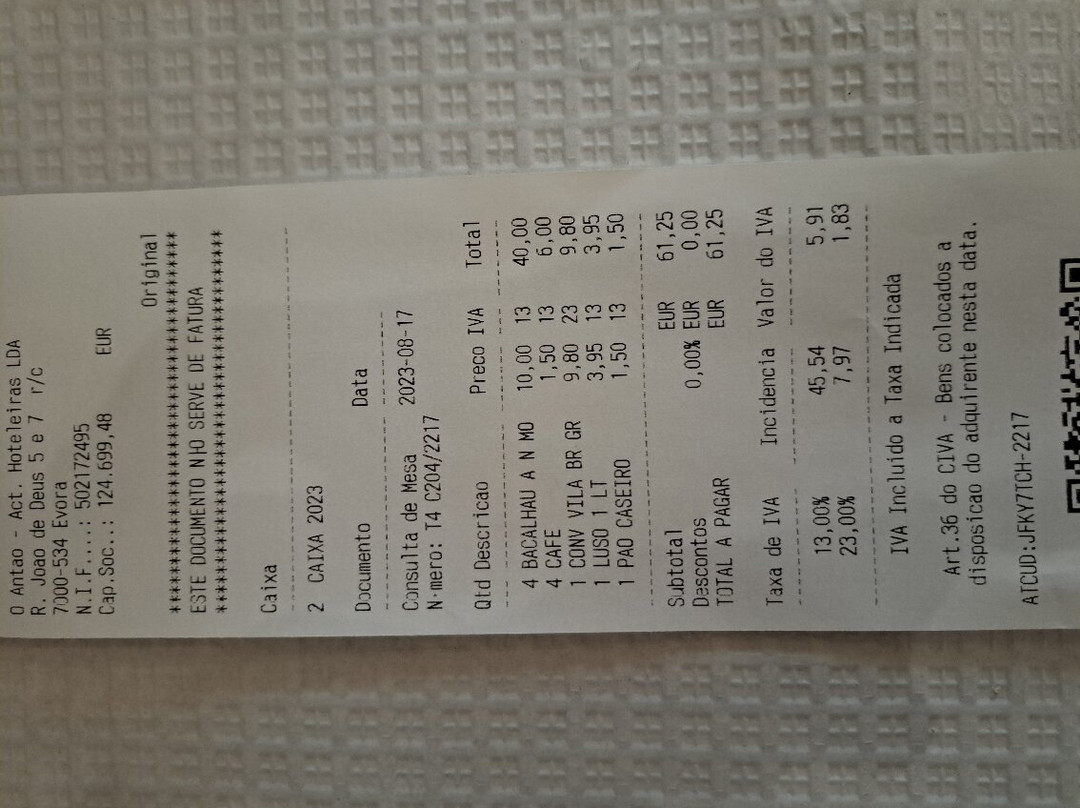 O Antao - Act. Hoteleiras LDA
R. Joao de Deus 5 e 7 r/c
7000-534 Evora
N.I.F...: 502172495
Cap.Soc..: 124.699,48 EUR
Original
****************************************
ESTE DOCUMENTO NHO SERVE DE FATURA
****************************************
Caixa
2 CAIXA 2023
Documento Data
Consulta de Mesa 2023-08-17
N·mero: T4 C204/2217
Qtd Descricao Preco IVA Total
4 BACALHAU A N MO 10,00 13 40,00
4 CAFE 1,50 13 6,00
1 CONV VILA BR GR 9,80 23 9,80
1 LUSO 1 LT 3,95 13 3,95
1 PAO CASEIRO 1,50 13 1,50
Subtotal EUR 61,25
Descontos 0,00% EUR 0,00
TOTAL A PAGAR EUR 61,25
Taxa de IVA Incidencia Valor do IVA
13,00% 45,54 5,91
23,00% 7,97 1,83
IVA Incluido a Taxa Indicada
Art.36 do CIVA - Bens colocados a
disposicao do adquirente nesta data.
ATCUD:JFKY7TCH-2217